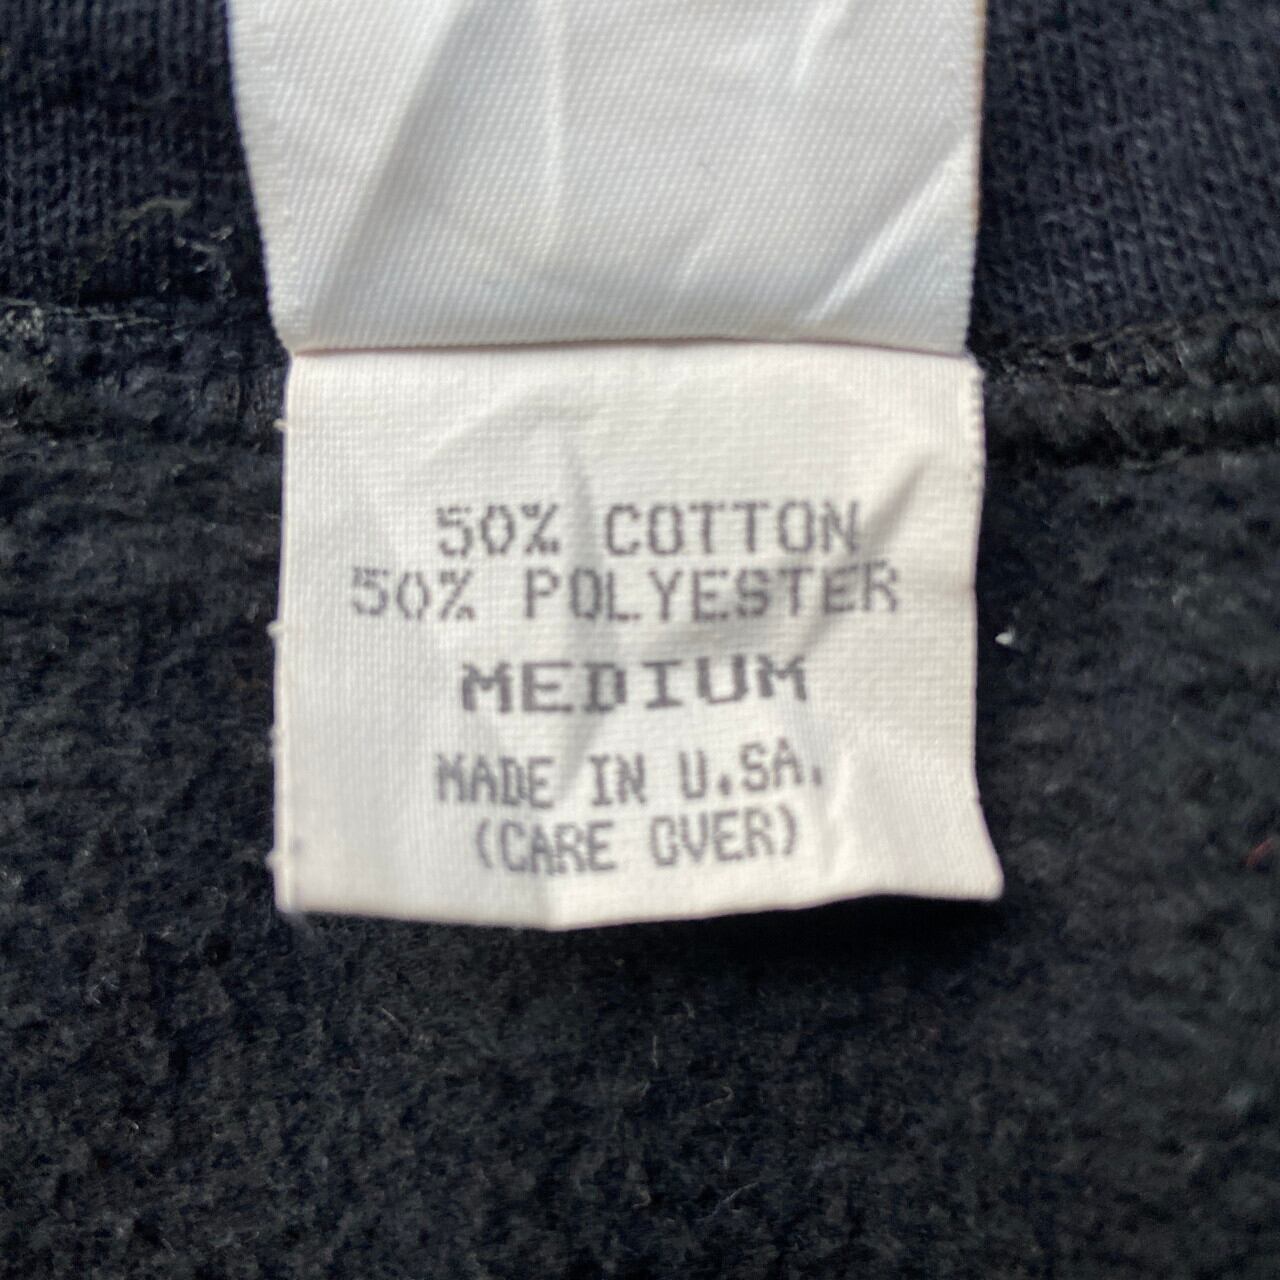 50% COTTON
50% POLYESTER
MEDIUM
MADE IN U.SA.
(CARE OVER)